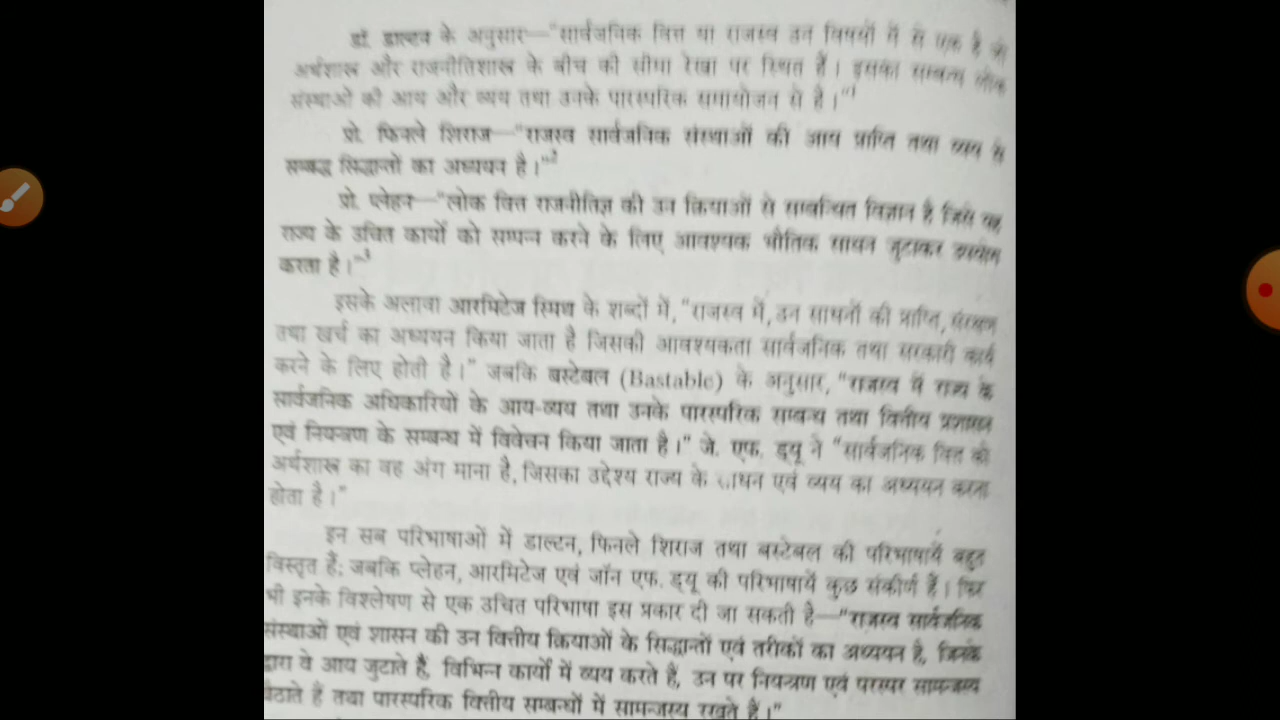 डॉ. डाल्टन के अनुसार—“सार्वजनिक वित्त या राजस्व उन विषयों में से एक है जो
अर्थशास्त्र और राजनीतिशास्त्र के बीच की सीमा रेखा पर स्थित हैं। इसका सम्बन्ध लोक
संस्थाओं की आय और व्यय तथा उनके पारस्परिक समायोजन से है।”1
प्रो. फिनले शिराज—“राजस्व सार्वजनिक संस्थाओं की आय प्राप्ति तथा व्यय से
सम्बद्ध सिद्धान्तों का अध्ययन है।”2
प्रो. प्लेहन—“लोक वित्त राजनीतिज्ञ की उन क्रियाओं से सम्बन्धित विज्ञान है जिसे वह
राज्य के उचित कार्यों को सम्पन्न करने के लिए आवश्यक भौतिक साधन जुटाकर उपयोग
करता है।”3
इसके अलावा आरमिटेज स्मिथ के शब्दों में, “राजस्व में, उन साधनों की प्राप्ति, संरक्षण
तथा खर्च का अध्ययन किया जाता है जिसकी आवश्यकता सार्वजनिक तथा सरकारी कार्य
करने के लिए होती है।” जबकि बस्टेबल (Bastable) के अनुसार, “राजस्व में राज्य के
सार्वजनिक अधिकारियों के आय-व्यय तथा उनके पारस्परिक सम्बन्ध तथा वित्तीय प्रशासन
एवं नियन्त्रण के सम्बन्ध में विवेचन किया जाता है।” जे. एफ. ड्यू ने “सार्वजनिक वित्त को
अर्थशास्त्र का वह अंग माना है, जिसका उद्देश्य राज्य के साधन एवं व्यय का अध्ययन करना
होता है।”
इन सब परिभाषाओं में डाल्टन, फिनले शिराज तथा बस्टेबल की परिभाषायें बहुत
विस्तृत हैं; जबकि प्लेहन, आरमिटेज एवं जॉन एफ. ड्यू की परिभाषायें कुछ संकीर्ण हैं। फिर
भी इनके विश्लेषण से एक उचित परिभाषा इस प्रकार दी जा सकती है—“राजस्व सार्वजनिक
संस्थाओं एवं शासन की उन वित्तीय क्रियाओं के सिद्धान्तों एवं तरीकों का अध्ययन है, जिनके
द्वारा वे आय जुटाते हैं, विभिन्न कार्यों में व्यय करते हैं, उन पर नियन्त्रण एवं परस्पर सामन्जस्य
बैठाते हैं तथा पारस्परिक वित्तीय सम्बन्धों में सामन्जस्य रखते हैं।”